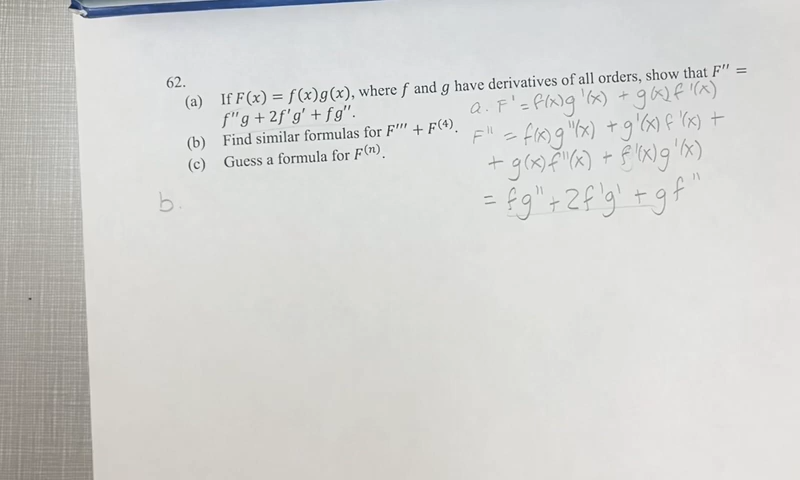 62.
(a) If F(x) = f(x)g(x), where f and g have derivatives of all orders, show that F″ =
f″g + 2f′g′ + fg″.
(b) Find similar formulas for F‴ + F⁽⁴⁾.
(c) Guess a formula for F⁽ⁿ⁾.
a. F' = f(x)g'(x) + g(x)f'(x)
F" = f(x)g"(x) + g'(x)f'(x) +
+ g(x)f"(x) + f'(x)g'(x)
= fg" + 2f'g' + gf"
b.